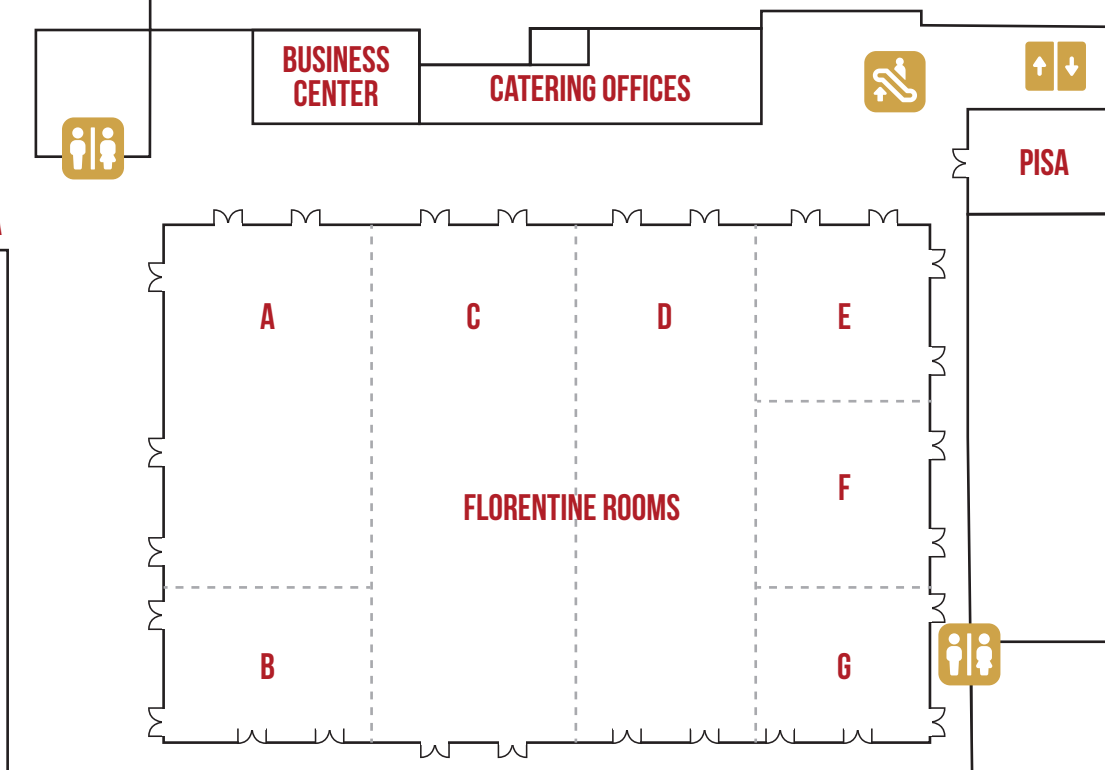 BUSINESS
CENTER
CATERING OFFICES
PISA
A
C
D
E
F
FLORENTINE ROOMS
B
G